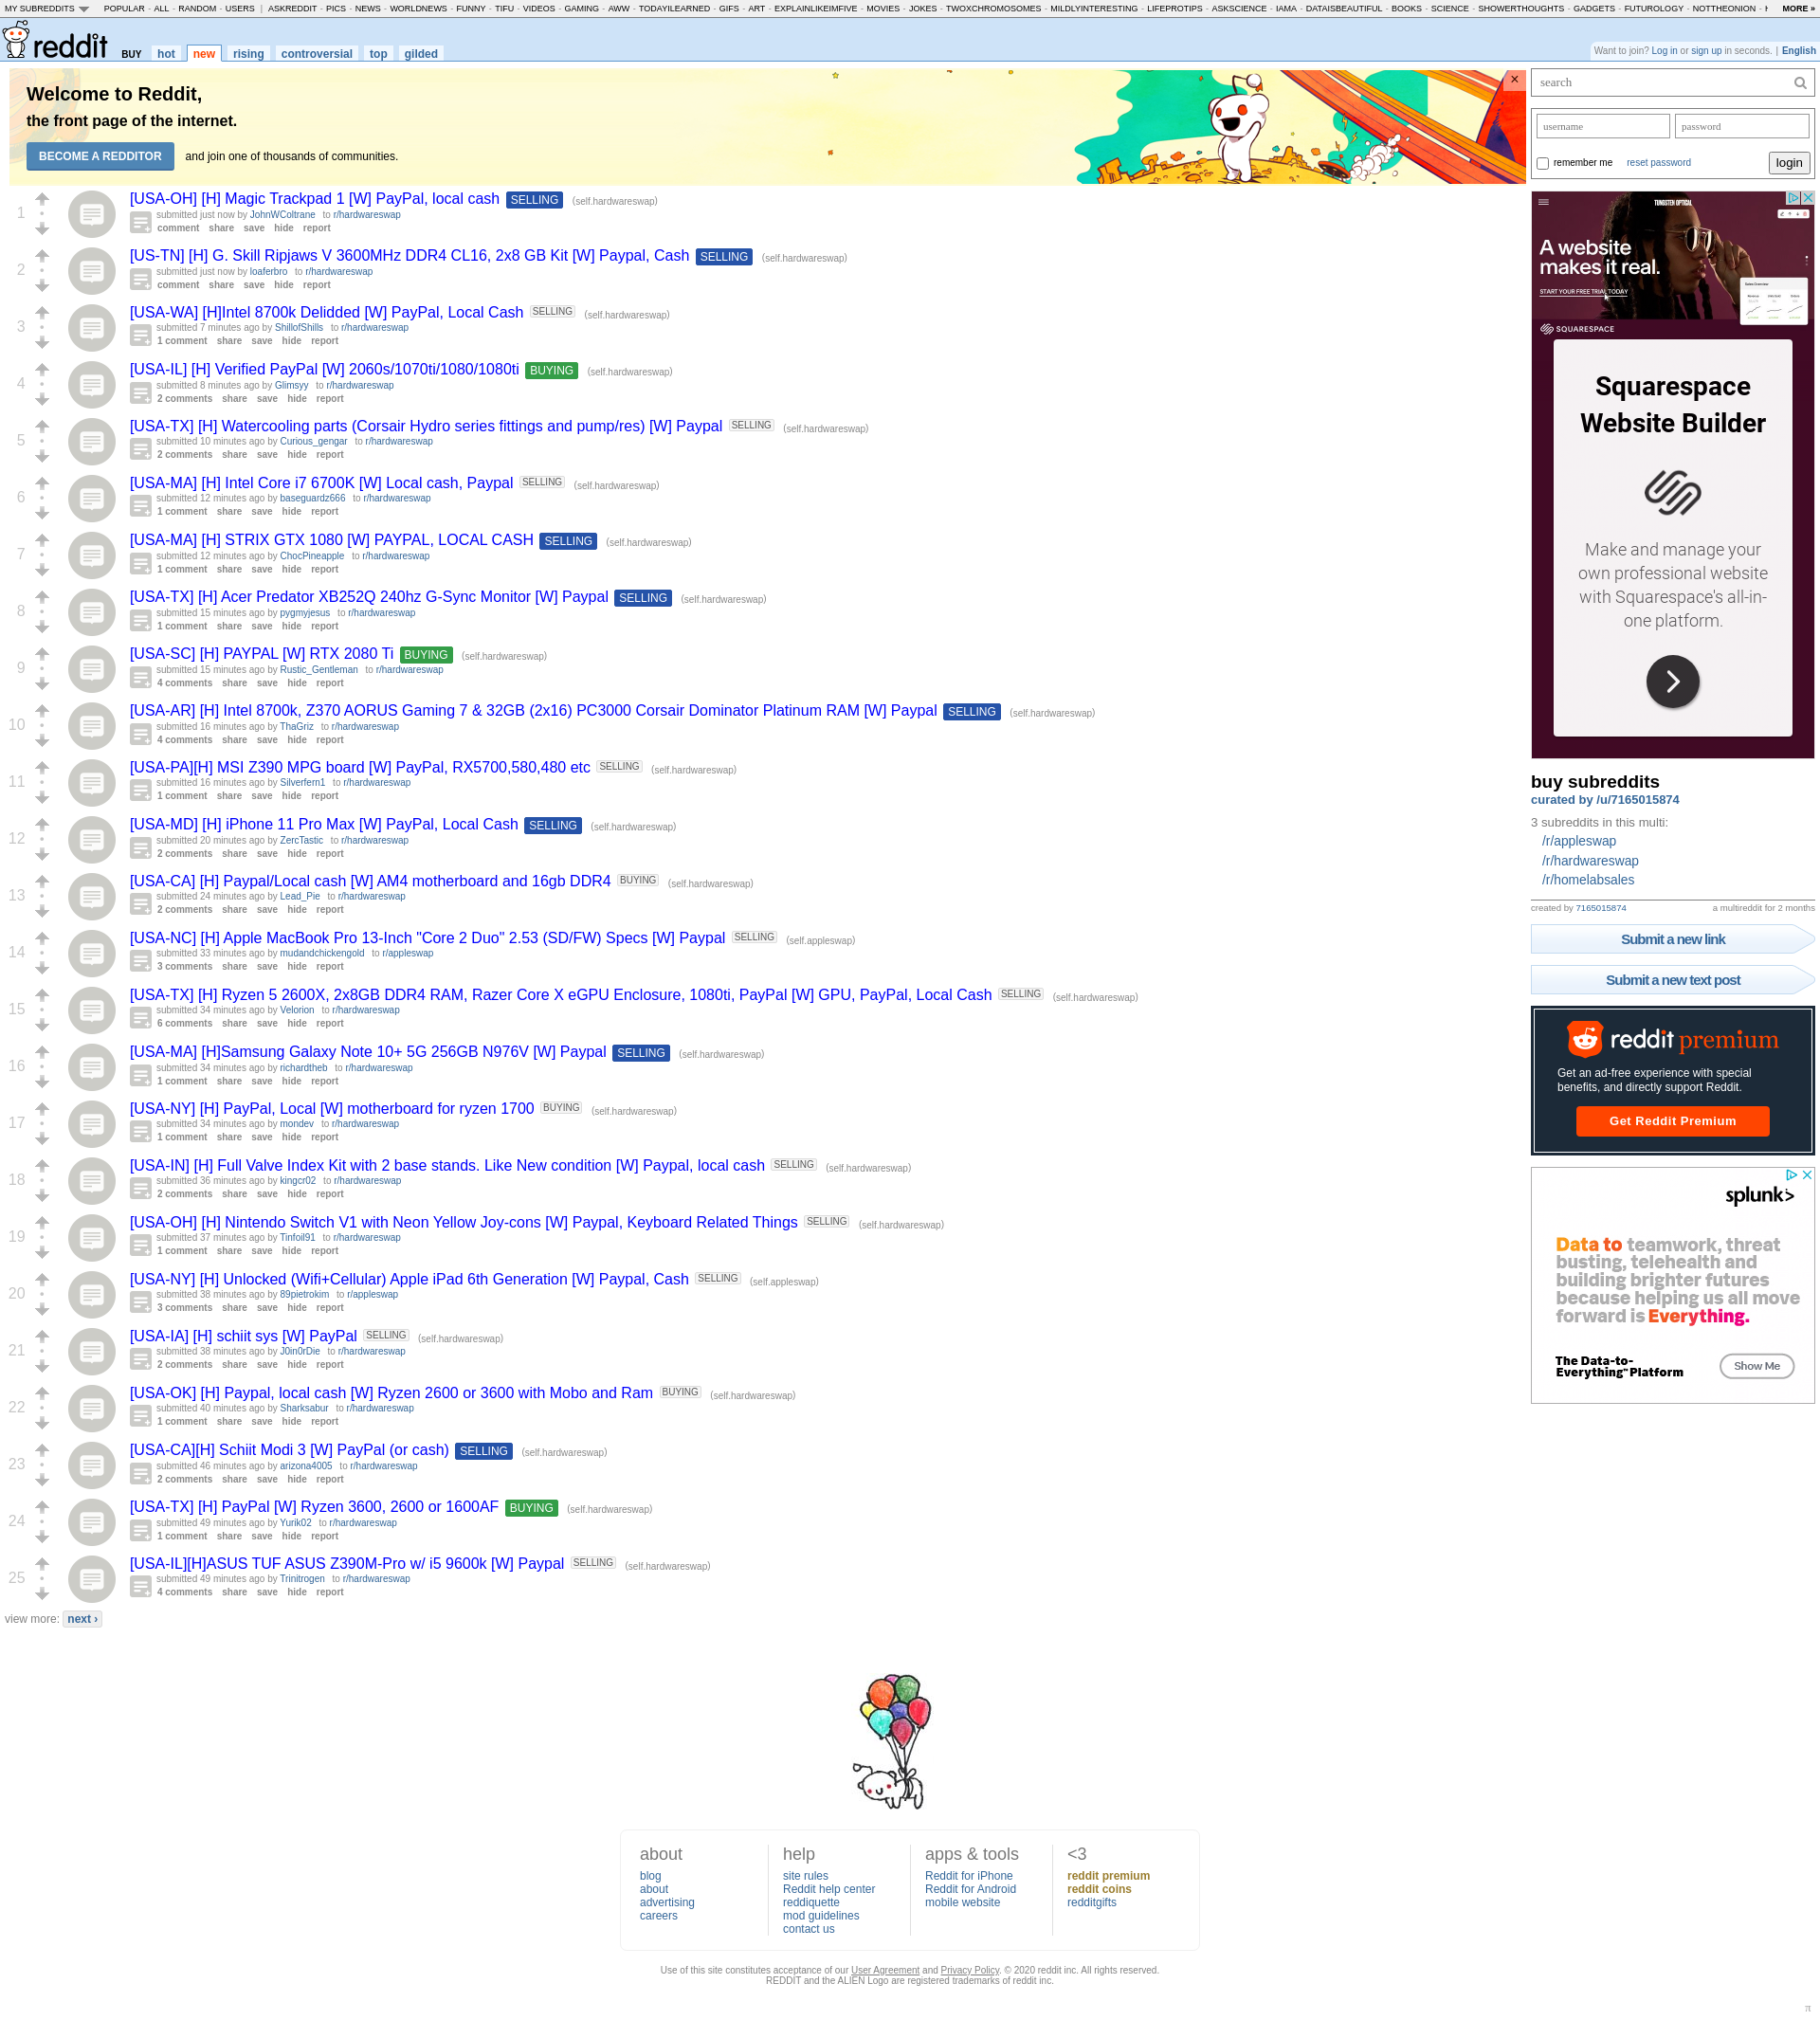 MY SUBREDDITS POPULAR - ALL - RANDOM - USERS | ASKREDDIT - PICS - NEWS - WORLDNEWS - FUNNY - TIFU - VIDEOS - GAMING - AWW - TODAYILEARNED - GIFS - ART - EXPLAINLIKEIMFIVE - MOVIES - JOKES - TWOXCHROMOSOMES - MILDLYINTERESTING - LIFEPROTIPS - ASKSCIENCE - IAMA - DATAISBEAUTIFUL - BOOKS - SCIENCE - SHOWERTHOUGHTS - GADGETS - FUTUROLOGY - NOTTHEONION - MORE »
reddit BUY hot new rising controversial top gilded
Want to join? Log in or sign up in seconds. | English
Welcome to Reddit,
the front page of the internet.
BECOME A REDDITOR and join one of thousands of communities.
1
[USA-OH] [H] Magic Trackpad 1 [W] PayPal, local cash SELLING (self.hardwareswap)
submitted just now by JohnWColtrane to r/hardwareswap
comment share save hide report
2
[US-TN] [H] G. Skill Ripjaws V 3600MHz DDR4 CL16, 2x8 GB Kit [W] Paypal, Cash SELLING (self.hardwareswap)
submitted just now by loaferbro to r/hardwareswap
comment share save hide report
3
[USA-WA] [H]Intel 8700k Delidded [W] PayPal, Local Cash SELLING (self.hardwareswap)
submitted 7 minutes ago by ShillofShills to r/hardwareswap
1 comment share save hide report
4
[USA-IL] [H] Verified PayPal [W] 2060s/1070ti/1080/1080ti BUYING (self.hardwareswap)
submitted 8 minutes ago by Glimsyy to r/hardwareswap
2 comments share save hide report
5
[USA-TX] [H] Watercooling parts (Corsair Hydro series fittings and pump/res) [W] Paypal SELLING (self.hardwareswap)
submitted 10 minutes ago by Curious_gengar to r/hardwareswap
2 comments share save hide report
6
[USA-MA] [H] Intel Core i7 6700K [W] Local cash, Paypal SELLING (self.hardwareswap)
submitted 12 minutes ago by baseguardz666 to r/hardwareswap
1 comment share save hide report
7
[USA-MA] [H] STRIX GTX 1080 [W] PAYPAL, LOCAL CASH SELLING (self.hardwareswap)
submitted 12 minutes ago by ChocPineapple to r/hardwareswap
1 comment share save hide report
8
[USA-TX] [H] Acer Predator XB252Q 240hz G-Sync Monitor [W] Paypal SELLING (self.hardwareswap)
submitted 15 minutes ago by pygmyjesus to r/hardwareswap
1 comment share save hide report
9
[USA-SC] [H] PAYPAL [W] RTX 2080 Ti BUYING (self.hardwareswap)
submitted 15 minutes ago by Rustic_Gentleman to r/hardwareswap
4 comments share save hide report
10
[USA-AR] [H] Intel 8700k, Z370 AORUS Gaming 7 & 32GB (2x16) PC3000 Corsair Dominator Platinum RAM [W] Paypal SELLING (self.hardwareswap)
submitted 16 minutes ago by ThaGriz to r/hardwareswap
4 comments share save hide report
11
[USA-PA][H] MSI Z390 MPG board [W] PayPal, RX5700,580,480 etc SELLING (self.hardwareswap)
submitted 16 minutes ago by Silverfern1 to r/hardwareswap
1 comment share save hide report
12
[USA-MD] [H] iPhone 11 Pro Max [W] PayPal, Local Cash SELLING (self.hardwareswap)
submitted 20 minutes ago by ZercTastic to r/hardwareswap
2 comments share save hide report
13
[USA-CA] [H] Paypal/Local cash [W] AM4 motherboard and 16gb DDR4 BUYING (self.hardwareswap)
submitted 24 minutes ago by Lead_Pie to r/hardwareswap
2 comments share save hide report
14
[USA-NC] [H] Apple MacBook Pro 13-Inch "Core 2 Duo" 2.53 (SD/FW) Specs [W] Paypal SELLING (self.appleswap)
submitted 33 minutes ago by mudandchickengold to r/appleswap
3 comments share save hide report
15
[USA-TX] [H] Ryzen 5 2600X, 2x8GB DDR4 RAM, Razer Core X eGPU Enclosure, 1080ti, PayPal [W] GPU, PayPal, Local Cash SELLING (self.hardwareswap)
submitted 34 minutes ago by Velorion to r/hardwareswap
6 comments share save hide report
16
[USA-MA] [H]Samsung Galaxy Note 10+ 5G 256GB N976V [W] Paypal SELLING (self.hardwareswap)
submitted 34 minutes ago by richardtheb to r/hardwareswap
1 comment share save hide report
17
[USA-NY] [H] PayPal, Local [W] motherboard for ryzen 1700 BUYING (self.hardwareswap)
submitted 34 minutes ago by mondev to r/hardwareswap
1 comment share save hide report
18
[USA-IN] [H] Full Valve Index Kit with 2 base stands. Like New condition [W] Paypal, local cash SELLING (self.hardwareswap)
submitted 36 minutes ago by kingcr02 to r/hardwareswap
2 comments share save hide report
19
[USA-OH] [H] Nintendo Switch V1 with Neon Yellow Joy-cons [W] Paypal, Keyboard Related Things SELLING (self.hardwareswap)
submitted 37 minutes ago by Tinfoil91 to r/hardwareswap
1 comment share save hide report
20
[USA-NY] [H] Unlocked (Wifi+Cellular) Apple iPad 6th Generation [W] Paypal, Cash SELLING (self.appleswap)
submitted 38 minutes ago by 89pietrokim to r/appleswap
3 comments share save hide report
21
[USA-IA] [H] schiit sys [W] PayPal SELLING (self.hardwareswap)
submitted 38 minutes ago by J0in0rDie to r/hardwareswap
2 comments share save hide report
22
[USA-OK] [H] Paypal, local cash [W] Ryzen 2600 or 3600 with Mobo and Ram BUYING (self.hardwareswap)
submitted 40 minutes ago by Sharksabur to r/hardwareswap
1 comment share save hide report
23
[USA-CA][H] Schiit Modi 3 [W] PayPal (or cash) SELLING (self.hardwareswap)
submitted 46 minutes ago by arizona4005 to r/hardwareswap
2 comments share save hide report
24
[USA-TX] [H] PayPal [W] Ryzen 3600, 2600 or 1600AF BUYING (self.hardwareswap)
submitted 49 minutes ago by Yurik02 to r/hardwareswap
1 comment share save hide report
25
[USA-IL][H]ASUS TUF ASUS Z390M-Pro w/ i5 9600k [W] Paypal SELLING (self.hardwareswap)
submitted 49 minutes ago by Trinitrogen to r/hardwareswap
4 comments share save hide report
view more: next ›
search
username password
remember me reset password login
TUNGSTEN OPTICAL
A website
makes it real.
START YOUR FREE TRIAL TODAY
SQUARESPACE
Squarespace
Website Builder
Make and manage your
own professional website
with Squarespace's all-in-
one platform.
buy subreddits
curated by /u/7165015874
3 subreddits in this multi:
/r/appleswap
/r/hardwareswap
/r/homelabsales
created by 7165015874 a multireddit for 2 months
Submit a new link
Submit a new text post
reddit premium
Get an ad-free experience with special
benefits, and directly support Reddit.
Get Reddit Premium
splunk>
Data to teamwork, threat
busting, telehealth and
building brighter futures
because helping us all move
forward is Everything.
The Data-to-
Everything™ Platform
Show Me
about
blog
about
advertising
careers
help
site rules
Reddit help center
reddiquette
mod guidelines
contact us
apps & tools
Reddit for iPhone
Reddit for Android
mobile website
<3
reddit premium
reddit coins
redditgifts
Use of this site constitutes acceptance of our User Agreement and Privacy Policy. © 2020 reddit inc. All rights reserved.
REDDIT and the ALIEN Logo are registered trademarks of reddit inc.
π